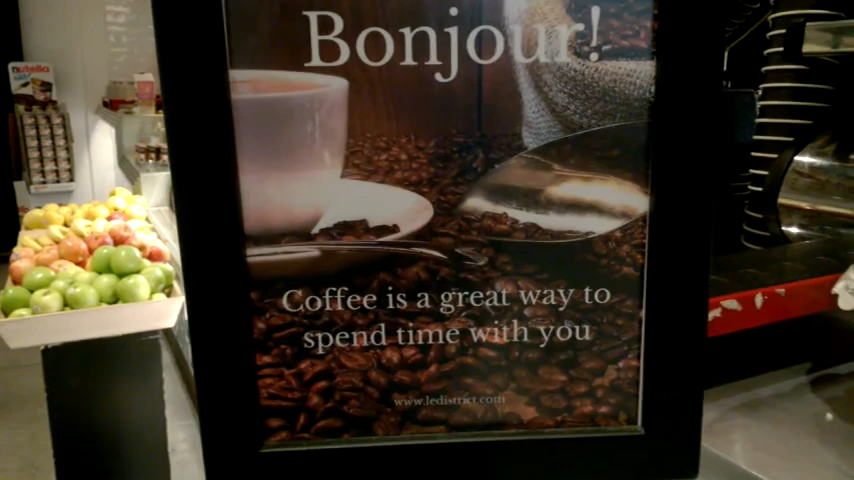 Bonjour!
Coffee is a great way to
spend time with you
www.ledistrict.com
nutella